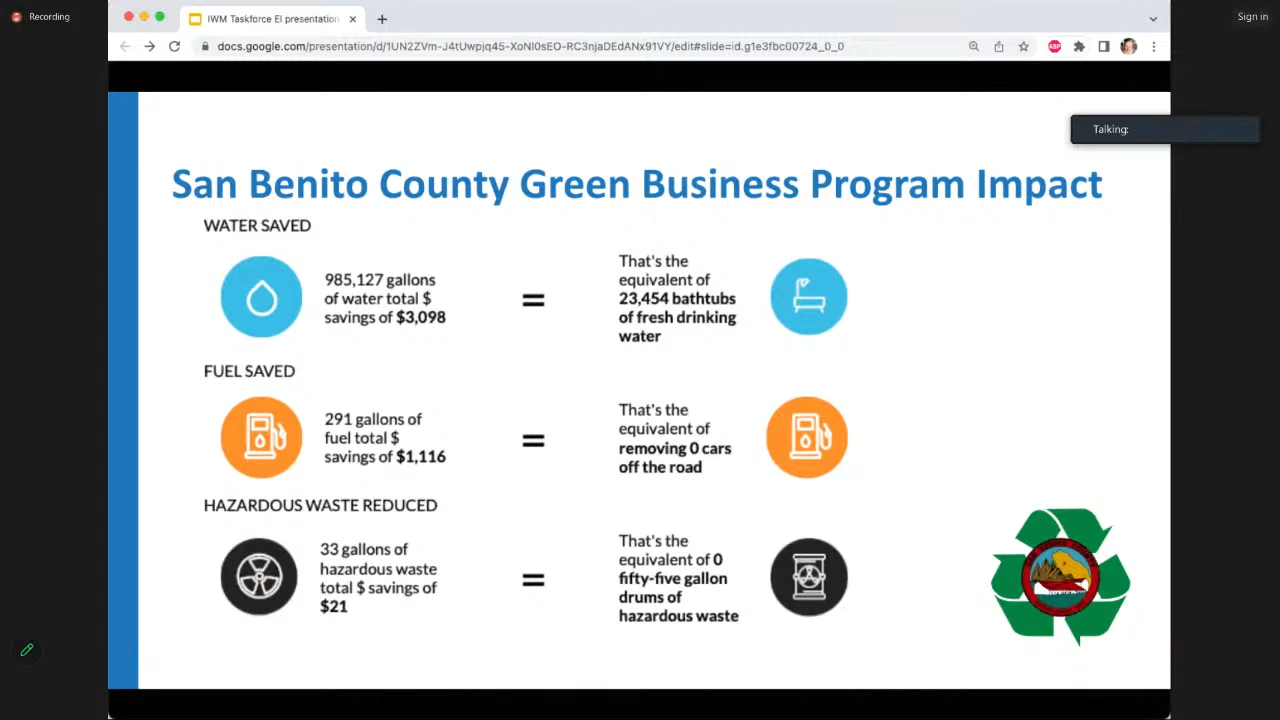 Recording
IWM Taskforce EI presentation
Sign in
docs.google.com/presentation/d/1UN2ZVm-J4tUwpjq45-XoNI0sEO-RC3njaDEdANx91VY/edit#slide=id.g1e3fbc00724_0_0
ABP
Talking:
San Benito County Green Business Program Impact
WATER SAVED
985,127 gallons
of water total $
savings of $3,098
=
That's the
equivalent of
23,454 bathtubs
of fresh drinking
water
FUEL SAVED
291 gallons of
fuel total $
savings of $1,116
=
That's the
equivalent of
removing 0 cars
off the road
HAZARDOUS WASTE REDUCED
33 gallons of
hazardous waste
total $ savings of
$21
=
That's the
equivalent of 0
fifty-five gallon
drums of
hazardous waste